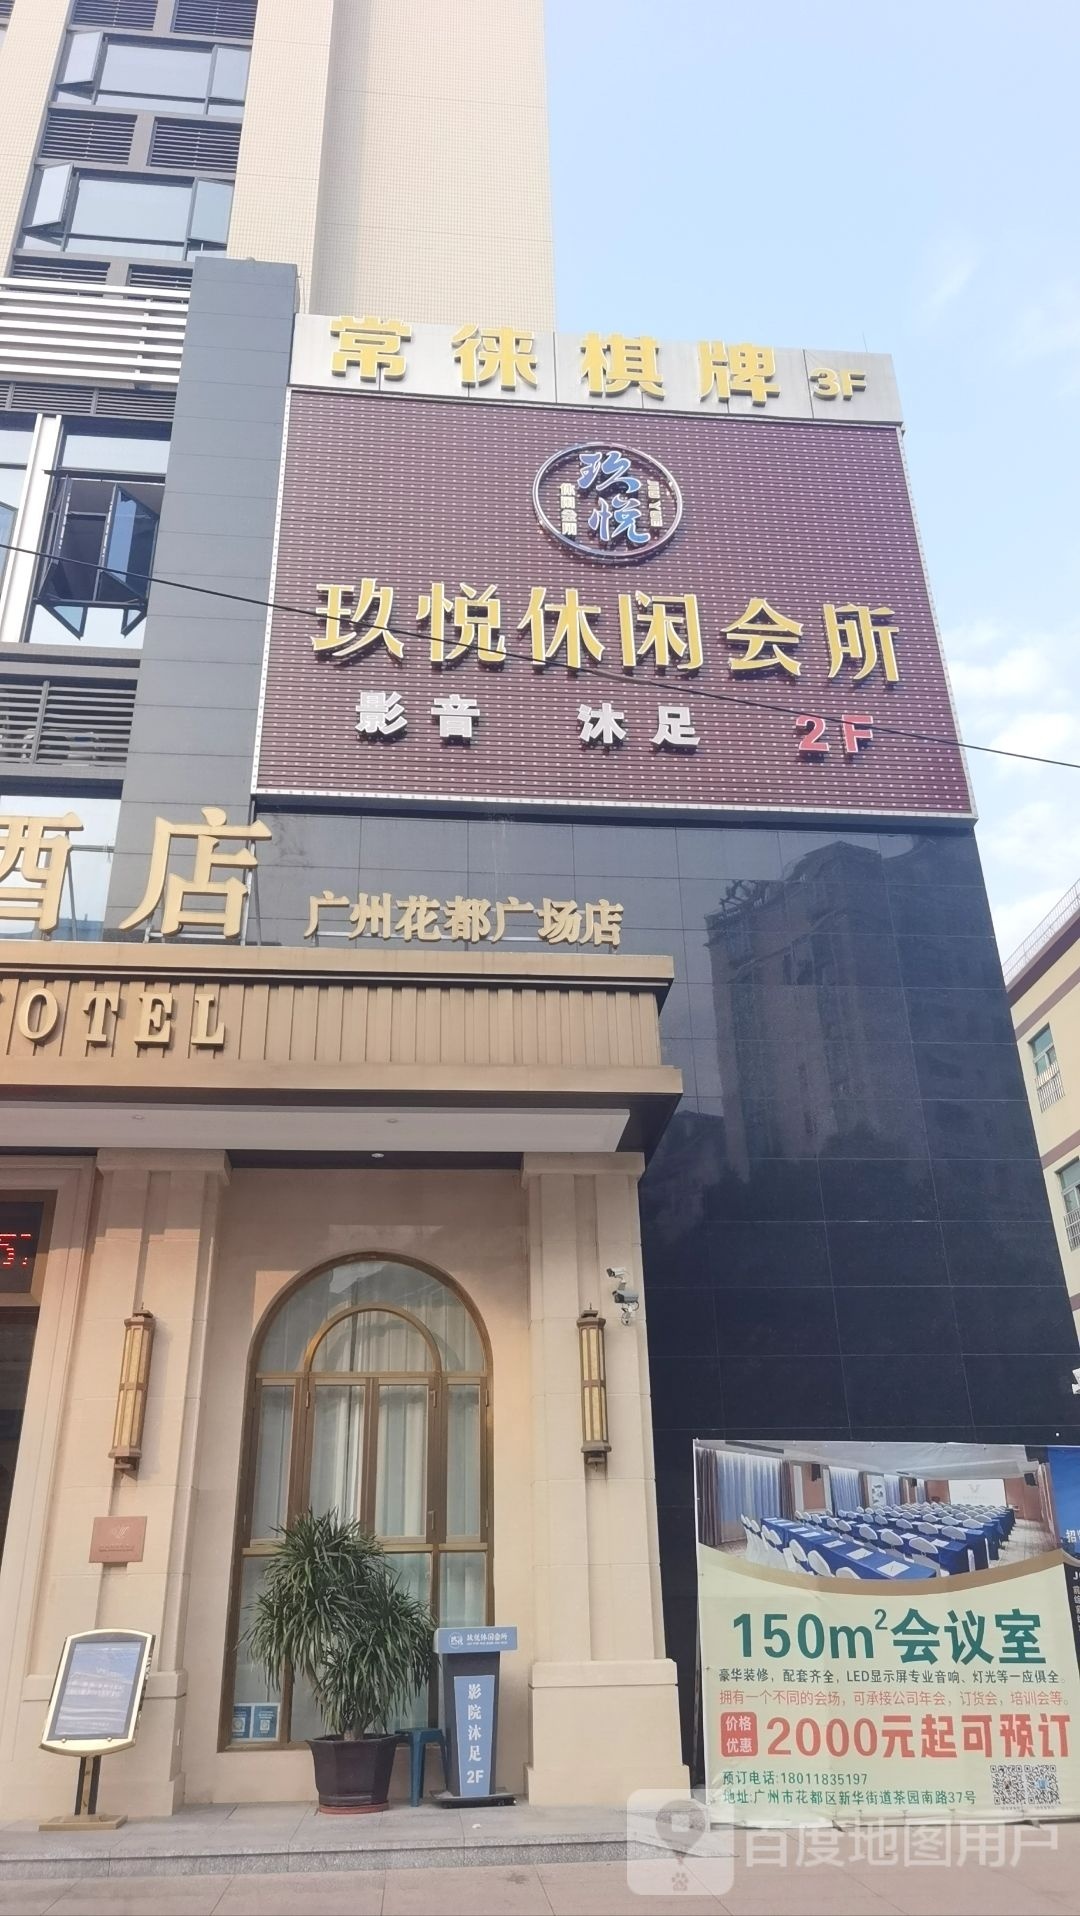 常徕棋牌 3F
玖悦
休闲会所
玖悦休闲会所
影音 沐足 2F
酒店
广州花都广场店
HOTEL
玖悦休闲会所
影院沐足
2F
150m²会议室
豪华装修，配套齐全，LED显示屏专业音响、灯光等一应俱全。
拥有一个不同的会场，可承接公司年会，订货会，培训会等。
价格优惠 2000元起可预订
预订电话:18011835197
地址:广州市花都区新华街道茶园南路37号
百度地图用户